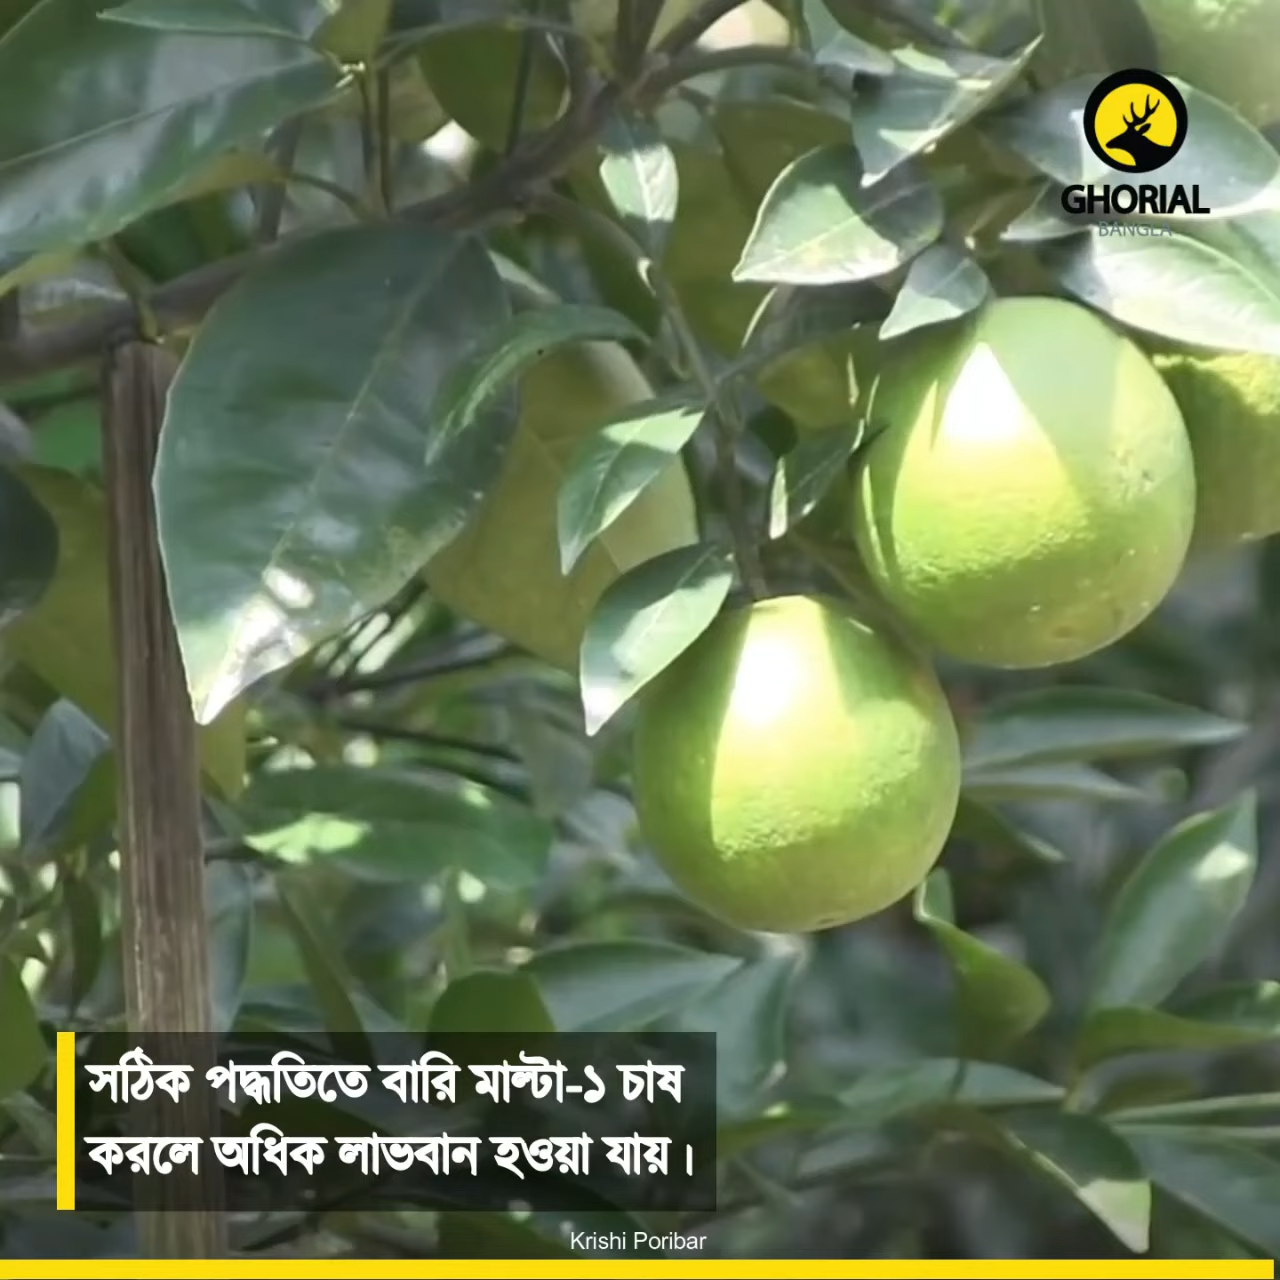 GHORIAL
BANGLA
সঠিক পদ্ধতিতে বারি মাল্টা-১ চাষ
করলে অধিক লাভবান হওয়া যায়।
Krishi Poribar